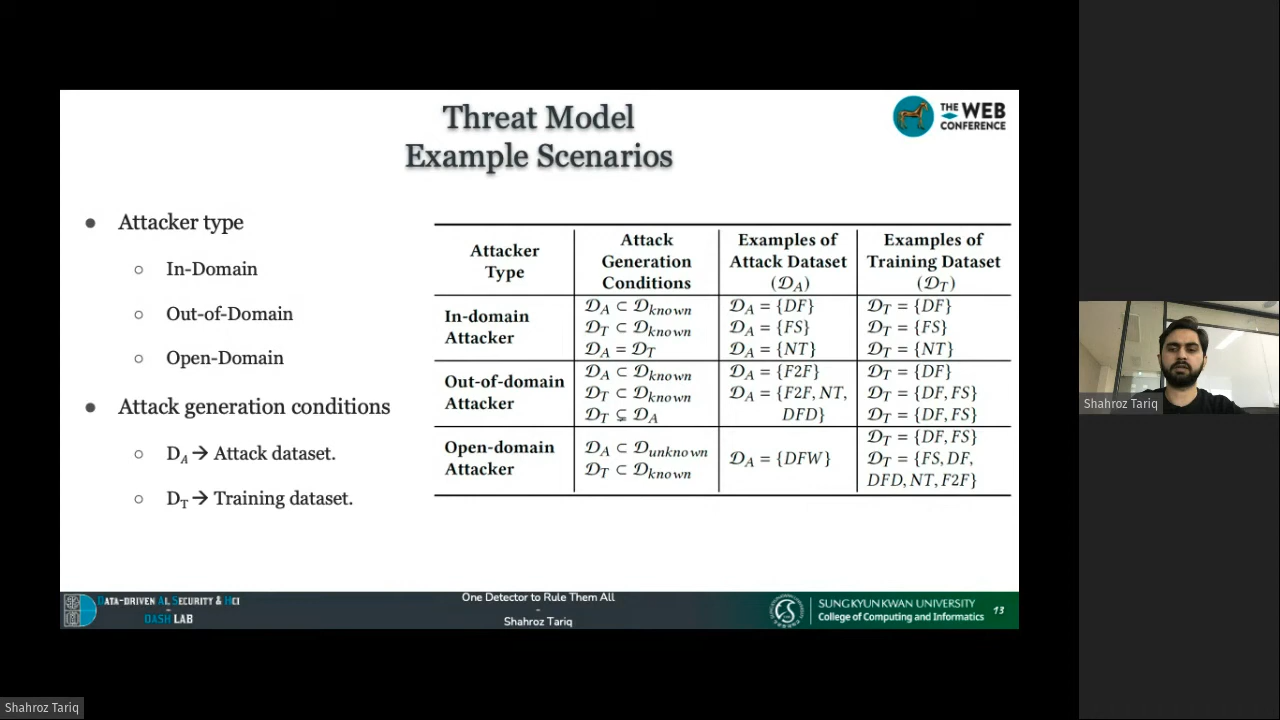 Threat Model
Example Scenarios
THE WEB
CONFERENCE
● Attacker type
○ In-Domain
○ Out-of-Domain
○ Open-Domain
● Attack generation conditions
○ D_A → Attack dataset.
○ D_T → Training dataset.
Attacker Type | Attack Generation Conditions | Examples of Attack Dataset (𝒟_A) | Examples of Training Dataset (𝒟_T)
In-domain Attacker | 𝒟_A ⊂ 𝒟_known | 𝒟_A = {DF} | 𝒟_T = {DF}
𝒟_T ⊂ 𝒟_known | 𝒟_A = {FS} | 𝒟_T = {FS}
𝒟_A = 𝒟_T | 𝒟_A = {NT} | 𝒟_T = {NT}
Out-of-domain Attacker | 𝒟_A ⊂ 𝒟_known | 𝒟_A = {F2F} | 𝒟_T = {DF}
𝒟_T ⊂ 𝒟_known | 𝒟_A = {F2F, NT, | 𝒟_T = {DF, FS}
𝒟_T ⊊ 𝒟_A | DFD} | 𝒟_T = {DF, FS}
Open-domain Attacker | 𝒟_A ⊂ 𝒟_unknown | 𝒟_A = {DFW} | 𝒟_T = {DF, FS}
𝒟_T ⊂ 𝒟_known | 𝒟_T = {FS, DF,
DFD, NT, F2F}
DATA-DRIVEN AI SECURITY & HCI
DASH LAB
One Detector to Rule Them All
-
Shahroz Tariq
SUNGKYUNKWAN UNIVERSITY
College of Computing and Informatics
13
Shahroz Tariq
Shahroz Tariq